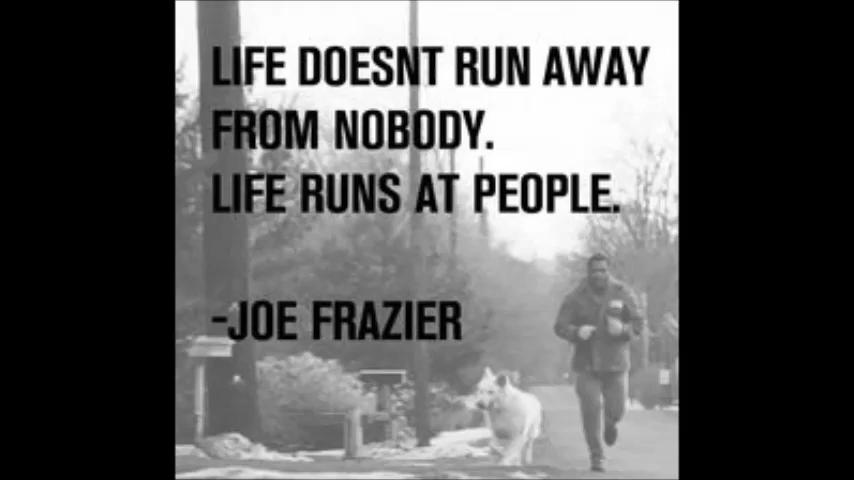 LIFE DOESNT RUN AWAY
FROM NOBODY.
LIFE RUNS AT PEOPLE.
-JOE FRAZIER